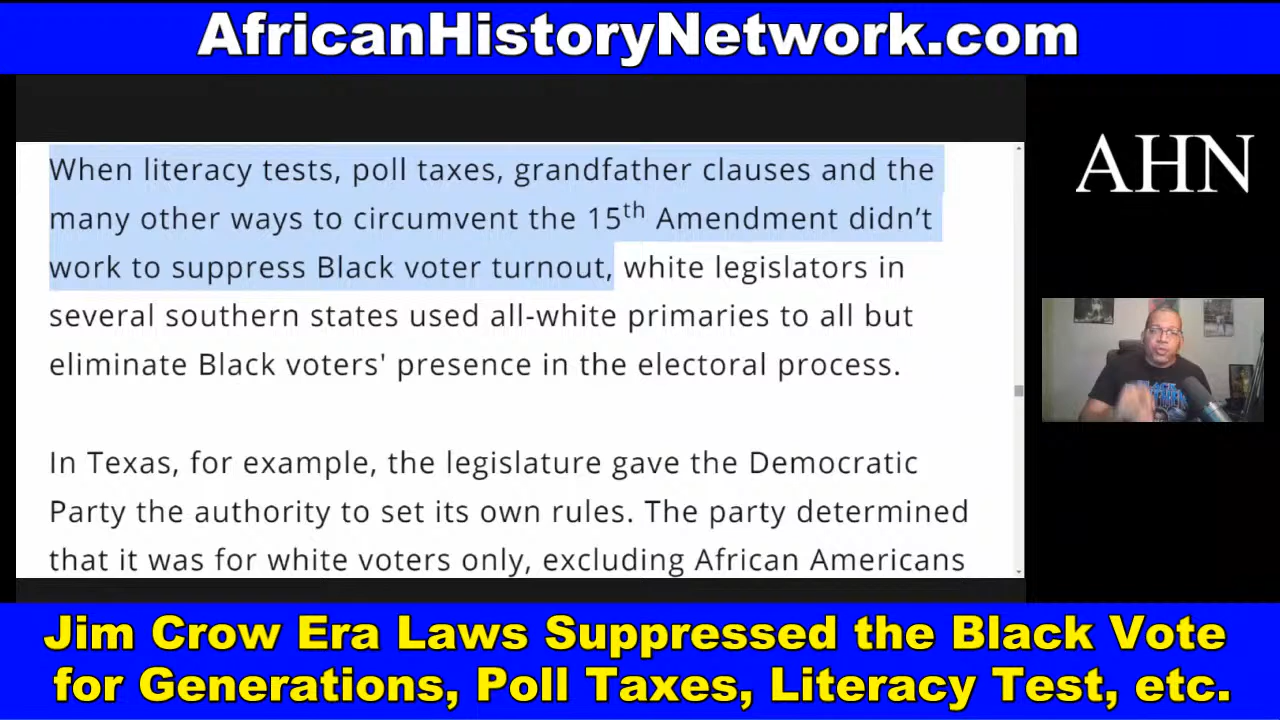 AfricanHistoryNetwork.com
When literacy tests, poll taxes, grandfather clauses and the
many other ways to circumvent the 15th Amendment didn’t
work to suppress Black voter turnout, white legislators in
several southern states used all-white primaries to all but
eliminate Black voters' presence in the electoral process.
In Texas, for example, the legislature gave the Democratic
Party the authority to set its own rules. The party determined
that it was for white voters only, excluding African Americans
AHN
Jim Crow Era Laws Suppressed the Black Vote
for Generations, Poll Taxes, Literacy Test, etc.